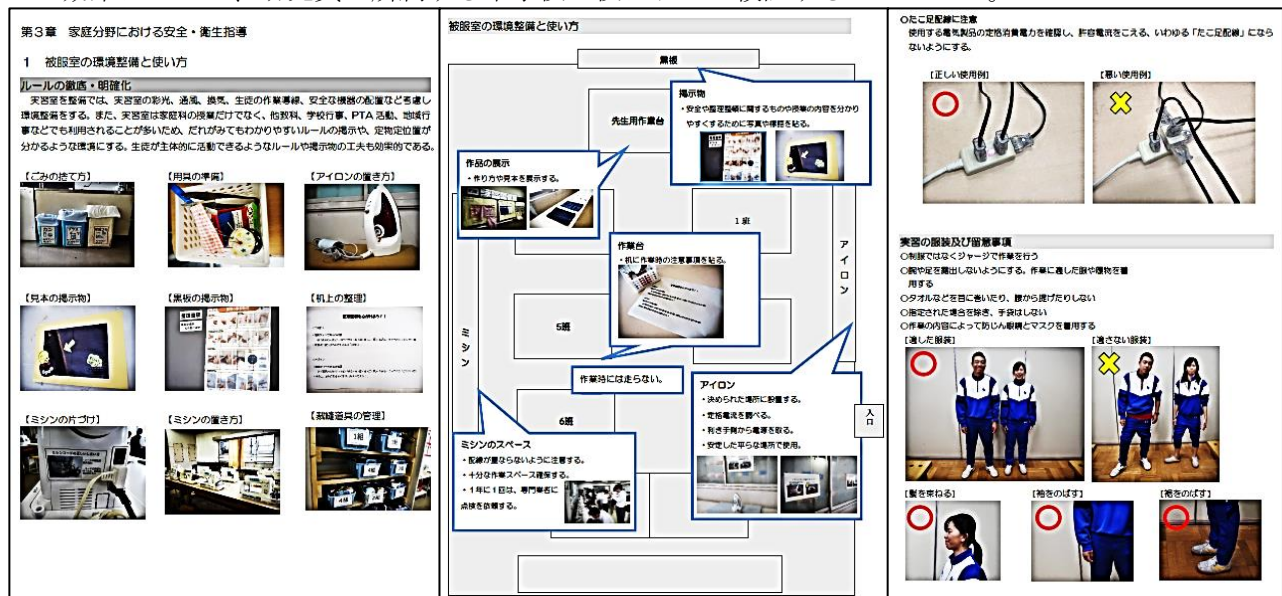 第3章 家庭分野における安全・衛生指導
1 被服室の環境整備と使い方
ルールの徹底・明確化
実習室を整備では、実習室の彩光、通風、換気、生徒の作業導線、安全な機器の配置など考慮し
環境整備をする。また、実習室は家庭科の授業だけでなく、他教科、学校行事、PTA活動、地域行
事などでも利用されることが多いため、だれがみてもわかりやすいルールの掲示や、定物定位置が
分かるような環境にする。生徒が主体的に活動できるようなルールや掲示物の工夫も効果的である。
【ごみの捨て方】
【用具の準備】
【アイロンの置き方】
【見本の掲示物】
【黒板の掲示物】
【机上の整理】
【ミシンの片づけ】
【ミシンの置き方】
【裁縫道具の管理】
1組
被服室の環境整備と使い方
黒板
掲示物
・安全や整理整頓に関するものや授業の内容を分かり
やすくするために写真や標語を貼る。
先生用作業台
作品の展示
・作り方や見本を展示する。
1班
作業台
・机に作業時の注意事項を貼る。
アイロン
ミシン
5班
作業時には走らない。
6班
アイロン
・決められた場所に設置する。
・定格電流を調べる。
・利き手側から電源を取る。
・安定した平らな場所で使用。
入口
ミシンのスペース
・配線が重ならないように注意する。
・十分な作業スペース確保する。
・1年に1回は、専門業者に
点検を依頼する。
○たこ足配線に注意
使用する電気製品の定格消費電力を確認し、許容電流をこえる、いわゆる「たこ足配線」になら
ないようにする。
【正しい使用例】
【悪い使用例】
実習の服装及び留意事項
○制服ではなくジャージで作業を行う
○腕や足を露出しないようにする。作業に適した服や履物を着
用する
○タオルなどを首に巻いたり、腰から提げたりしない
○指定された場合を除き、手袋はしない
○作業の内容によって防じん眼鏡とマスクを着用する
【適した服装】
【適さない服装】
【髪を束ねる】
【袖をのばす】
【裾をのばす】